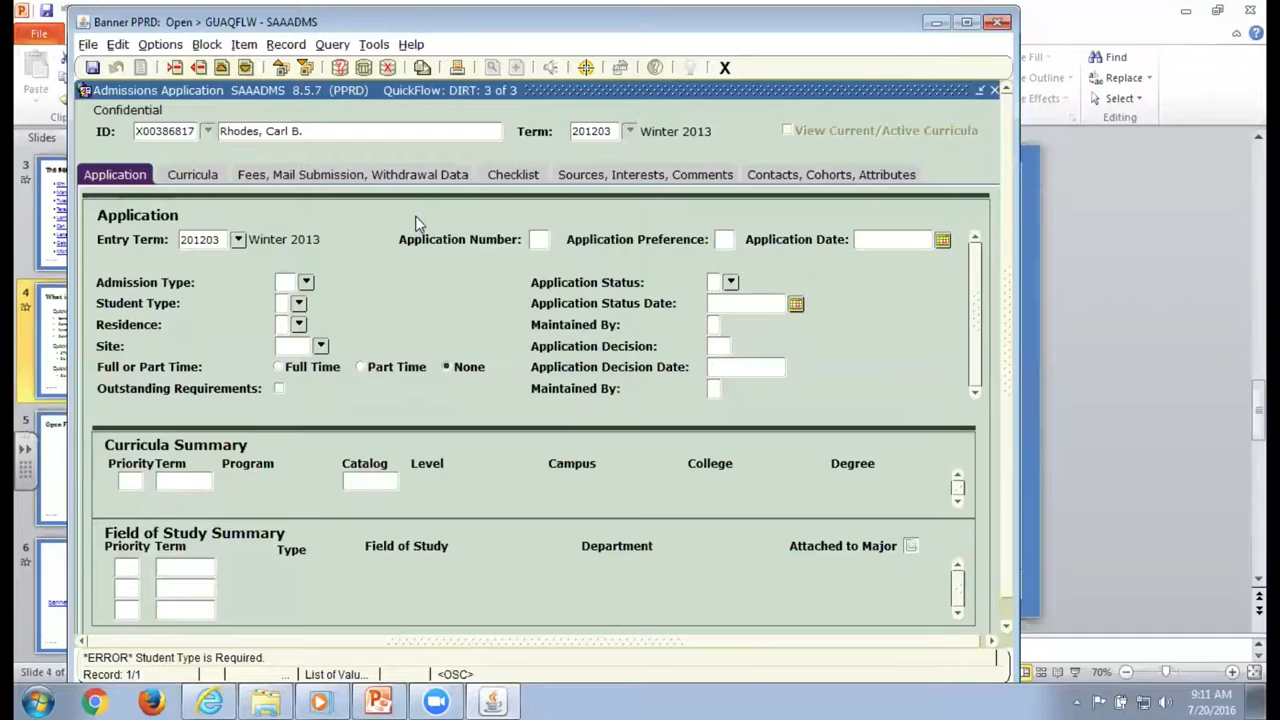 Banner PPRD: Open > GUAQFLW - SAAADMS
File
File Edit Options Block Item Record Query Tools Help
Fill
Find
Outline
Replace
Effects
Select
Paste
X
Admissions Application SAAADMS 8.5.7 (PPRD) QuickFlow: DIRT: 3 of 3
Confidential
ID: X00386817 Rhodes, Carl B. Term: 201203 Winter 2013 View Current/Active Curricula
Slides
Application Curricula Fees, Mail Submission, Withdrawal Data Checklist Sources, Interests, Comments Contacts, Cohorts, Attributes
3
4
5
6
Application
Entry Term: 201203 Winter 2013 Application Number: Application Preference: Application Date:
Admission Type: Application Status:
Student Type: Application Status Date:
Residence: Maintained By:
Site: Application Decision:
Full or Part Time: Full Time Part Time None Application Decision Date:
Outstanding Requirements: Maintained By:
Curricula Summary
Priority Term Program Catalog Level Campus College Degree
Field of Study Summary
Priority Term Type Field of Study Department Attached to Major
*ERROR* Student Type is Required.
Record: 1/1 ... List of Valu... <OSC>
Slide 4 of
70%
9:11 AM
7/20/2016